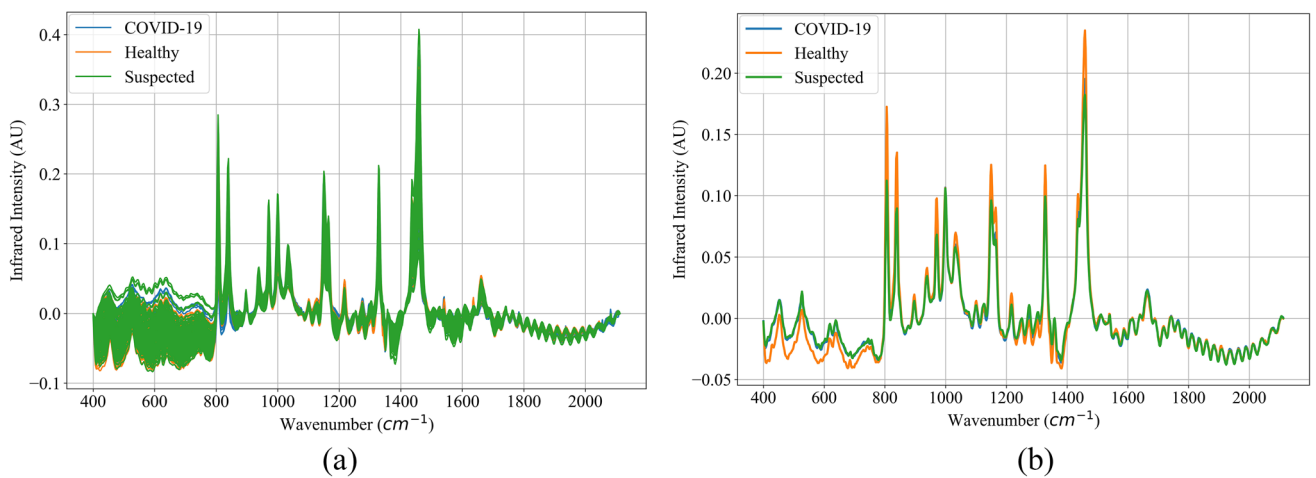 COVID-19
Healthy
Suspected
Infrared Intensity (AU)
0.4
0.3
0.2
0.1
0.0
−0.1
400 600 800 1000 1200 1400 1600 1800 2000
Wavenumber (cm⁻¹)
(a)
COVID-19
Healthy
Suspected
Infrared Intensity (AU)
0.20
0.15
0.10
0.05
0.00
−0.05
400 600 800 1000 1200 1400 1600 1800 2000
Wavenumber (cm⁻¹)
(b)